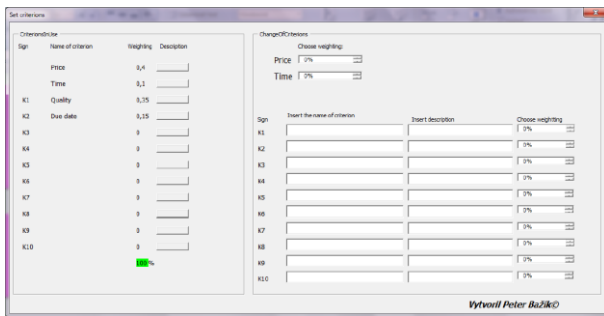 Set criterions
CriterionsInUse
Sign Name of criterion Weighting Description
Price 0,4
Time 0,1
K1 Quality 0,35
K2 Due date 0,15
K3 0
K4 0
K5 0
K6 0
K7 0
K8 0
K9 0
K10 0
100 %
ChangeOfCriterions
Choose weighting:
Price 0%
Time 0%
Sign Insert the name of criterion Insert description Choose weightting
K1 0%
K2 0%
K3 0%
K4 0%
K5 0%
K6 0%
K7 0%
K8 0%
K9 0%
K10 0%
Vytvoril Peter Bažik©